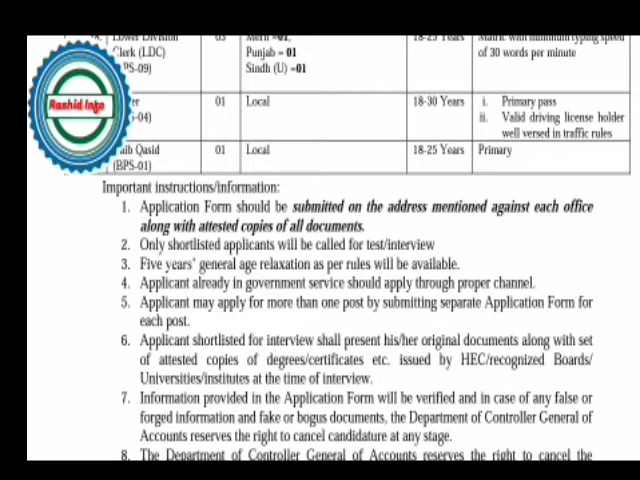 Lower Division
Clerk (LDC)
PS-09)
03
Merit =01,
Punjab = 01
Sindh (U) =01
18-25 Years
Matric with minimum typing speed
of 30 words per minute
Rashid Info
-04)
01
Local
18-30 Years
i. Primary pass
ii. Valid driving license holder
well versed in traffic rules
Qasid
(BPS-01)
01
Local
18-25 Years
Primary
Important instructions/information:
1. Application Form should be submitted on the address mentioned against each office
along with attested copies of all documents.
2. Only shortlisted applicants will be called for test/interview
3. Five years' general age relaxation as per rules will be available.
4. Applicant already in government service should apply through proper channel.
5. Applicant may apply for more than one post by submitting separate Application Form for
each post.
6. Applicant shortlisted for interview shall present his/her original documents along with set
of attested copies of degrees/certificates etc. issued by HEC/recognized Boards/
Universities/institutes at the time of interview.
7. Information provided in the Application Form will be verified and in case of any false or
forged information and fake or bogus documents, the Department of Controller General of
Accounts reserves the right to cancel candidature at any stage.
8. The Department of Controller General of Accounts reserves the right to cancel the